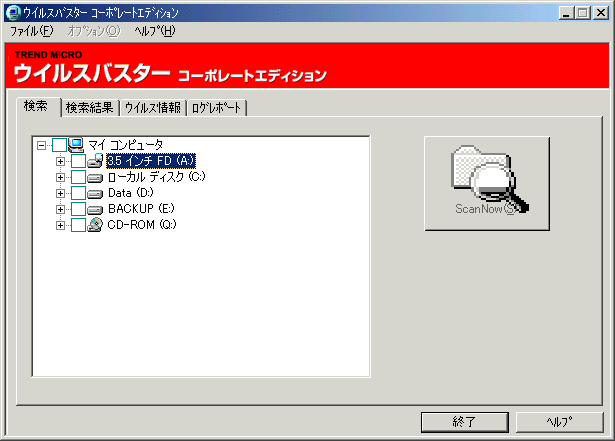 ウイルスバスター コーポレートエディション
ﾌｧｲﾙ(F) ｵﾌﾟｼｮﾝ(O) ﾍﾙﾌﾟ(H)
TREND MICRO
ウイルスバスター コーポレートエディション
検索 検索結果 ウイルス情報 ログレポート
マイ コンピュータ
3.5 インチ FD (A:)
ローカル ディスク (C:)
Data (D:)
BACKUP (E:)
CD-ROM (Q:)
ScanNow(S)
終了 ﾍﾙﾌﾟ